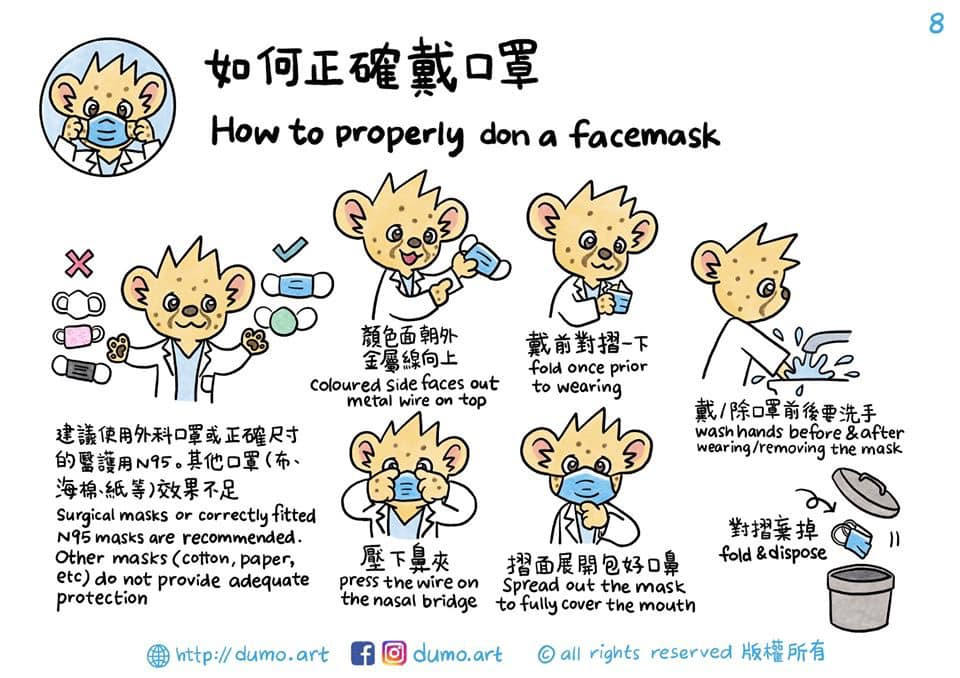 8
如何正確戴口罩
How to properly don a facemask
建議使用外科口罩或正確尺寸
的醫護用N95。其他口罩(布、
海棉、紙等)效果不足
Surgical masks or correctly fitted
N95 masks are recommended.
Other masks (cotton, paper,
etc) do not provide adequate
protection
顏色面朝外
金屬線向上
Coloured side faces out
metal wire on top
戴前對摺一下
fold once prior
to wearing
戴/除口罩前後要洗手
wash hands before & after
wearing/removing the mask
壓下鼻夾
press the wire on
the nasal bridge
摺面展開包好口鼻
Spread out the mask
to fully cover the mouth
對摺棄掉
fold & dispose
http://dumo.art
dumo.art
© all rights reserved 版權所有